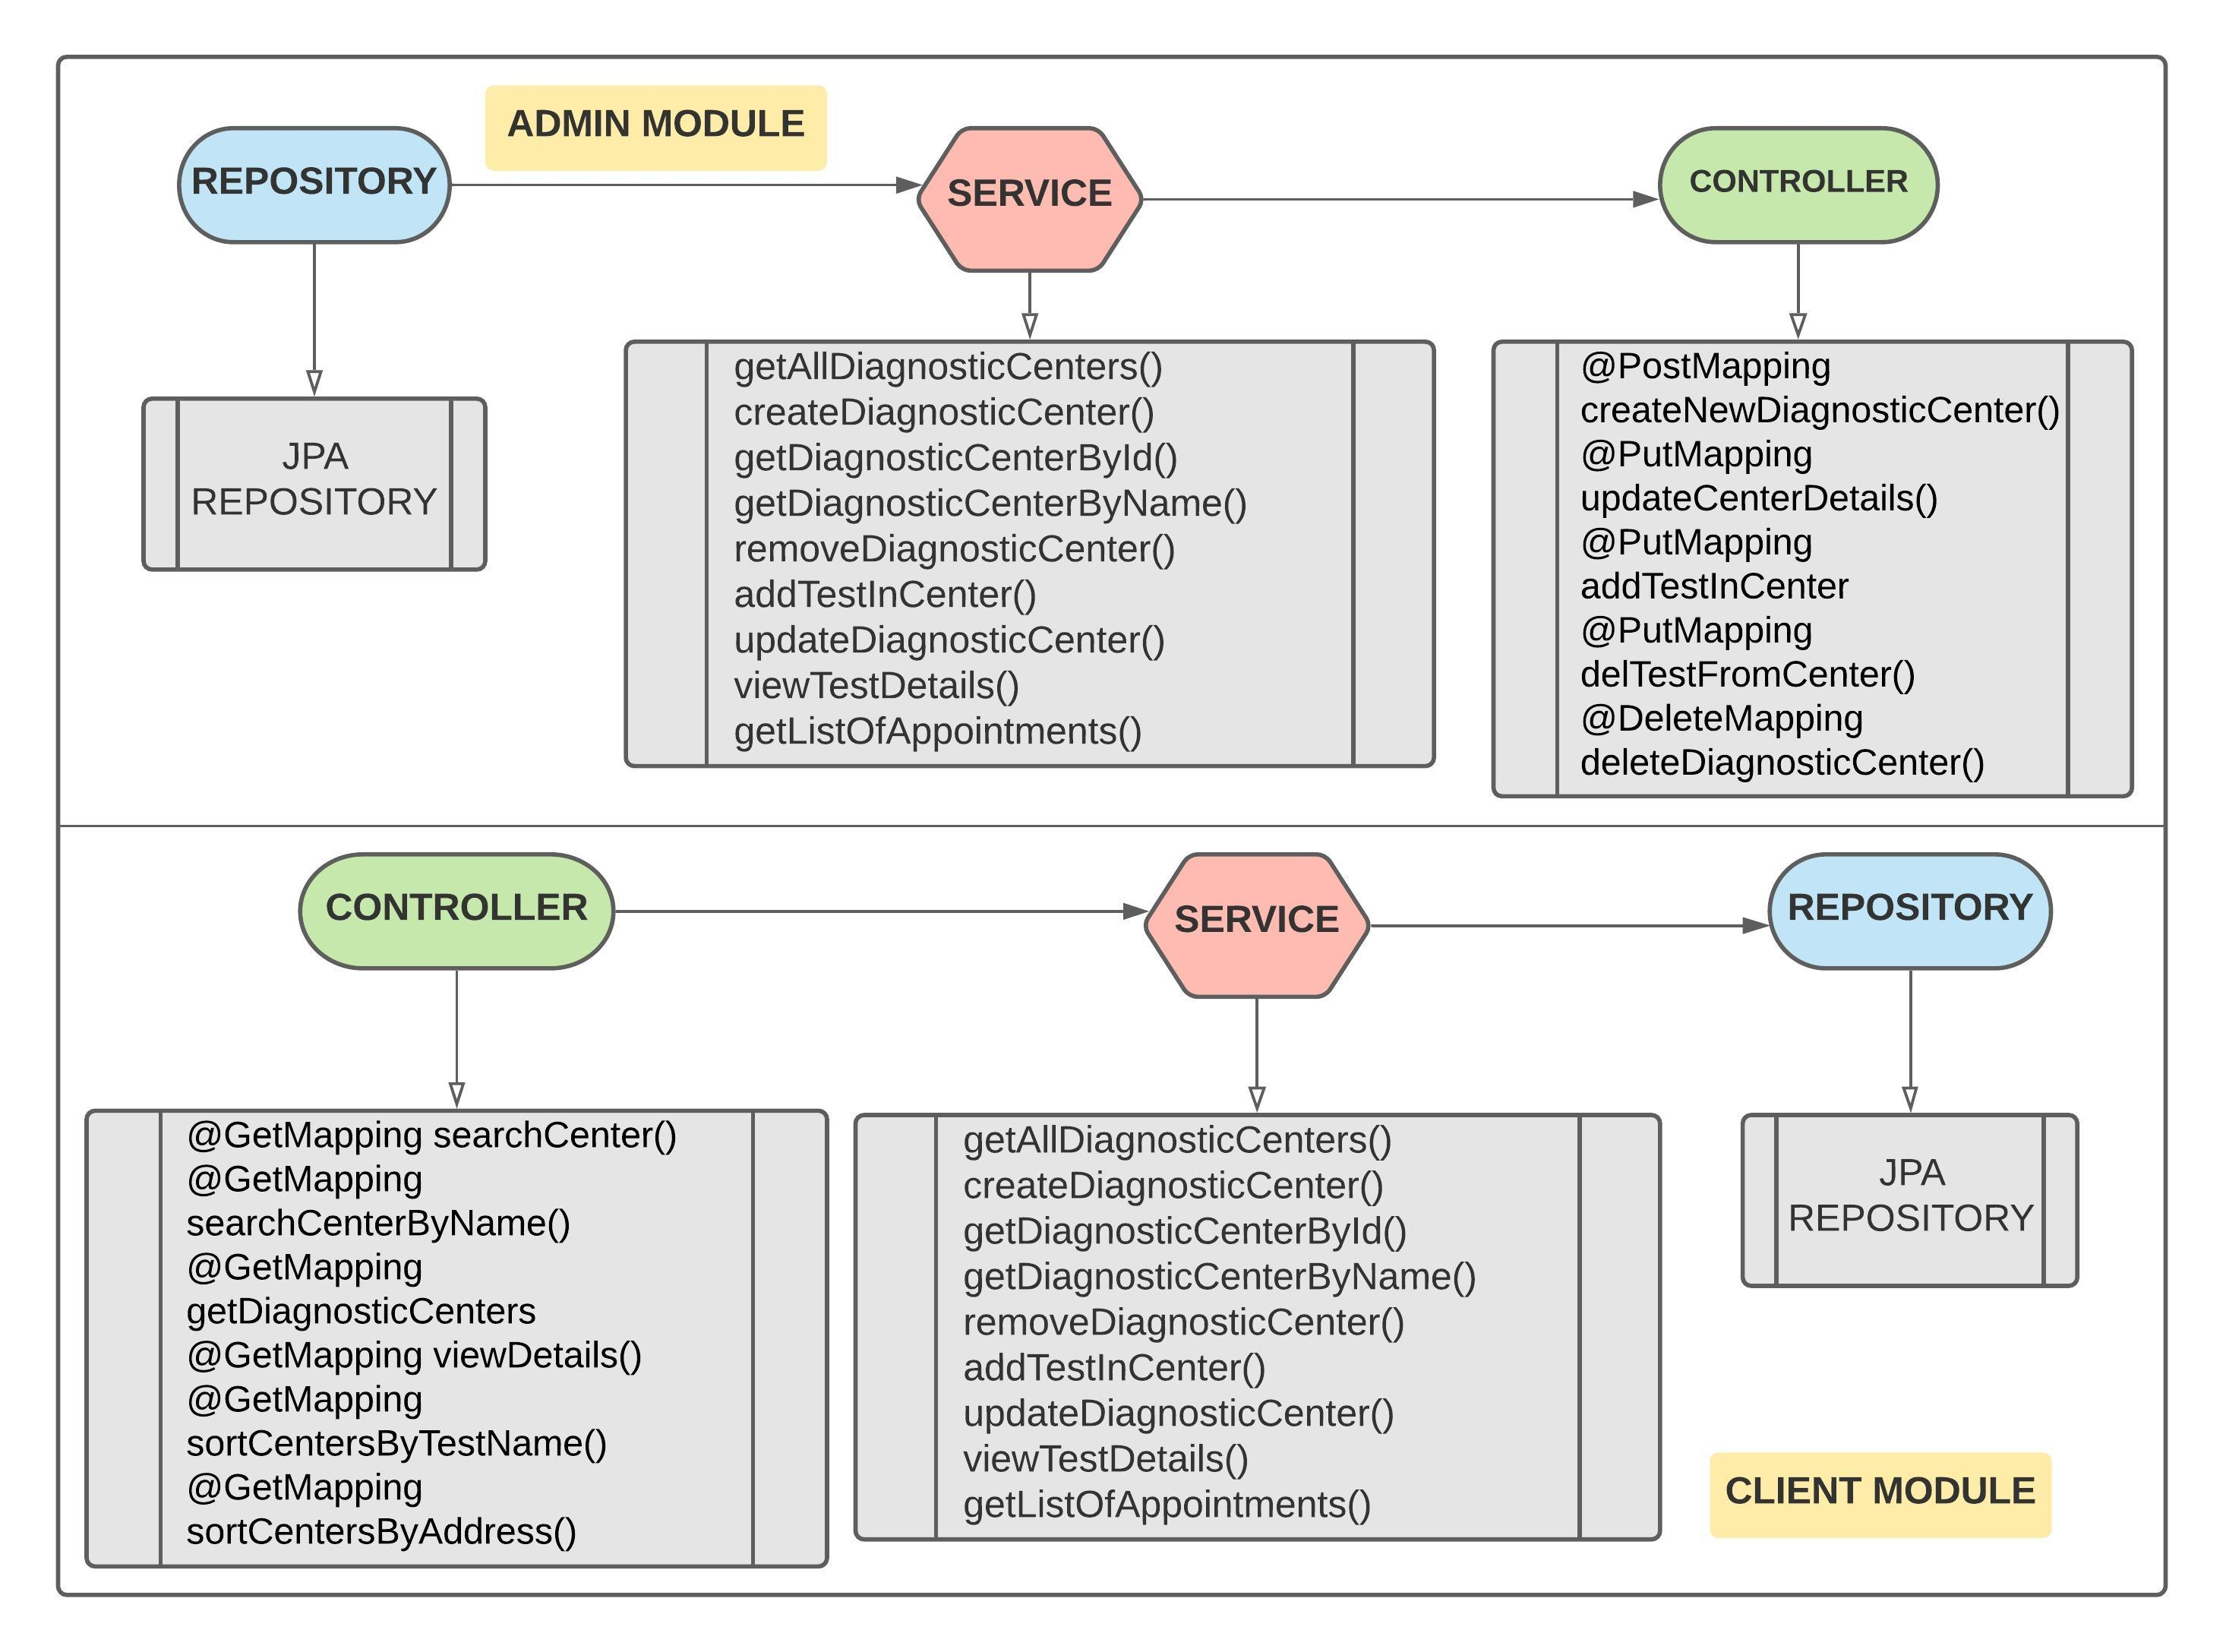 ADMIN MODULE
REPOSITORY
SERVICE
CONTROLLER
JPA
REPOSITORY
getAllDiagnosticCenters()
createDiagnosticCenter()
getDiagnosticCenterById()
getDiagnosticCenterByName()
removeDiagnosticCenter()
addTestInCenter()
updateDiagnosticCenter()
viewTestDetails()
getListOfAppointments()
@PostMapping
createNewDiagnosticCenter()
@PutMapping
updateCenterDetails()
@PutMapping
addTestInCenter
@PutMapping
delTestFromCenter()
@DeleteMapping
deleteDiagnosticCenter()
CONTROLLER
SERVICE
REPOSITORY
@GetMapping searchCenter()
@GetMapping
searchCenterByName()
@GetMapping
getDiagnosticCenters
@GetMapping viewDetails()
@GetMapping
sortCentersByTestName()
@GetMapping
sortCentersByAddress()
getAllDiagnosticCenters()
createDiagnosticCenter()
getDiagnosticCenterById()
getDiagnosticCenterByName()
removeDiagnosticCenter()
addTestInCenter()
updateDiagnosticCenter()
viewTestDetails()
getListOfAppointments()
JPA
REPOSITORY
CLIENT MODULE